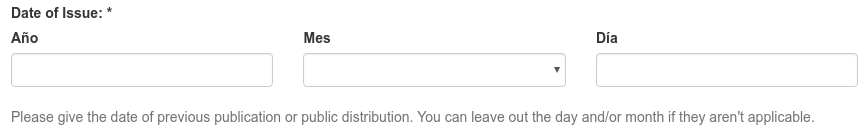 Date of Issue: *
Año Mes Día
Please give the date of previous publication or public distribution. You can leave out the day and/or month if they aren't applicable.